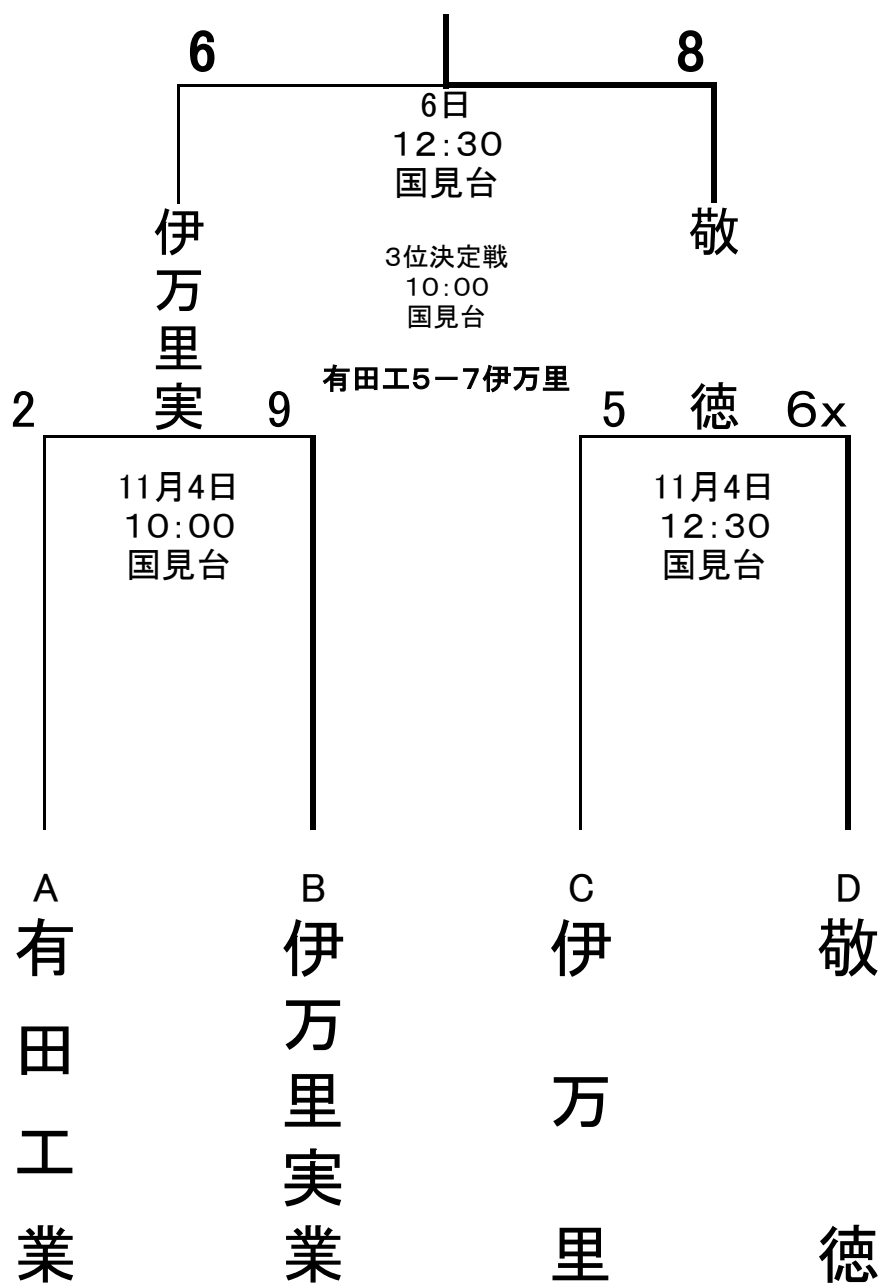 6
8
6日
12:30
国見台
伊万里実
敬徳
3位決定戦
10:00
国見台
有田工5－7伊万里
2
9
5
6x
11月4日
10:00
国見台
11月4日
12:30
国見台
A
B
C
D
有田工業
伊万里実業
伊万里
敬徳